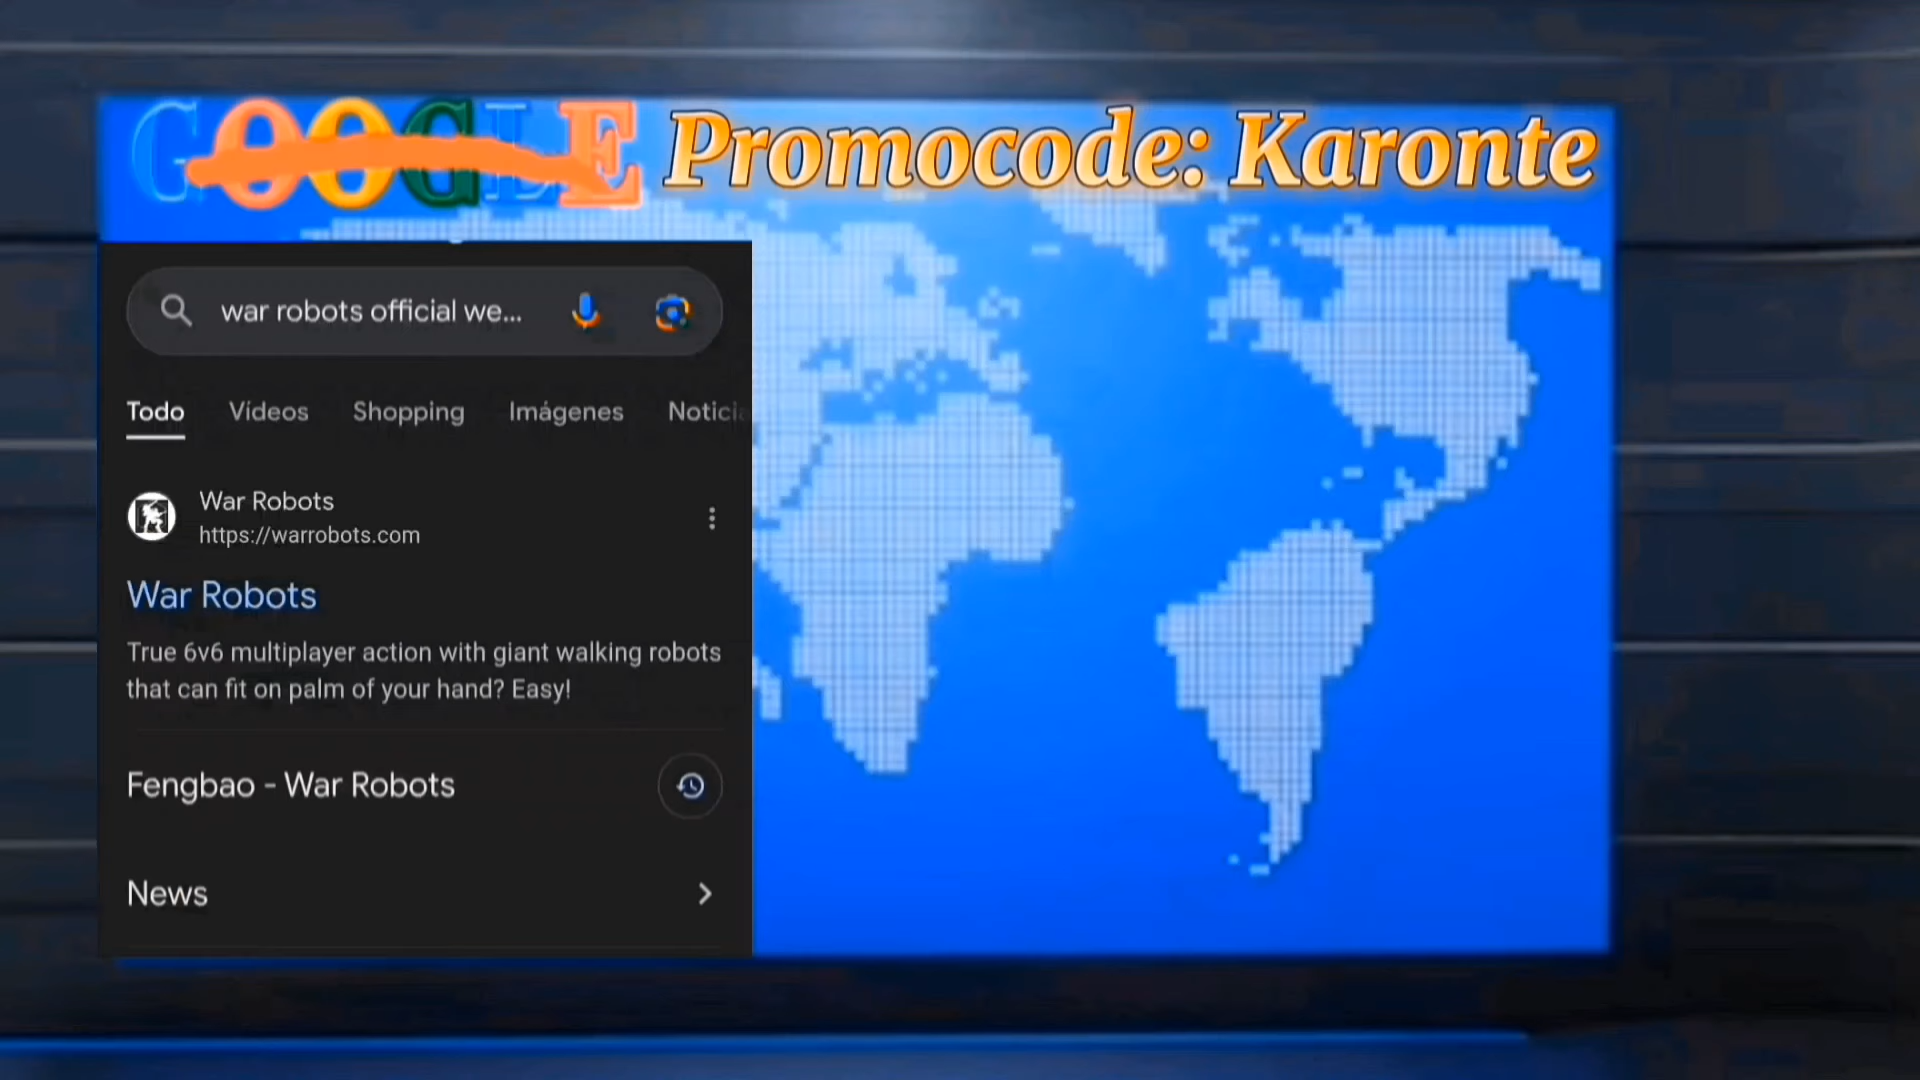 GOOGLE Promocode: Karonte
war robots official we...
Todo Vídeos Shopping Imágenes Notici
War Robots
https://warrobots.com
War Robots
True 6v6 multiplayer action with giant walking robots
that can fit on palm of your hand? Easy!
Fengbao - War Robots
News